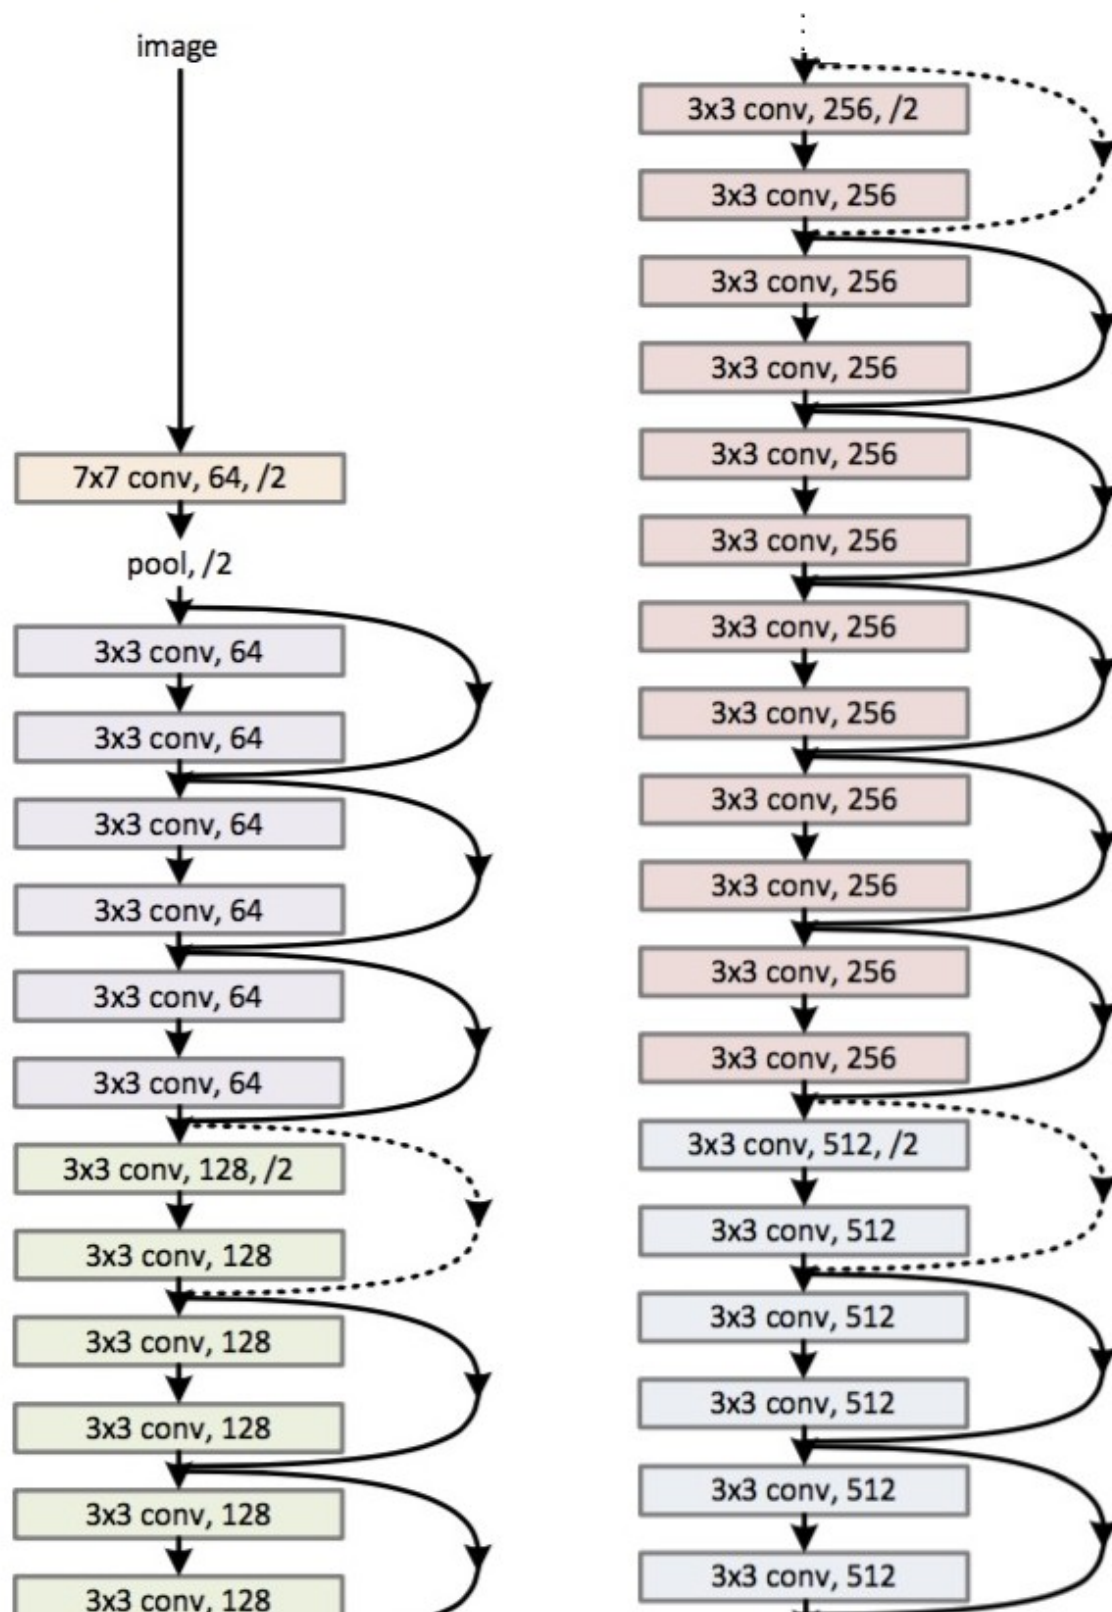 image
7x7 conv, 64, /2
pool, /2
3x3 conv, 64
3x3 conv, 64
3x3 conv, 64
3x3 conv, 64
3x3 conv, 64
3x3 conv, 64
3x3 conv, 128, /2
3x3 conv, 128
3x3 conv, 128
3x3 conv, 128
3x3 conv, 128
3x3 conv, 128
3x3 conv, 256, /2
3x3 conv, 256
3x3 conv, 256
3x3 conv, 256
3x3 conv, 256
3x3 conv, 256
3x3 conv, 256
3x3 conv, 256
3x3 conv, 256
3x3 conv, 256
3x3 conv, 256
3x3 conv, 256
3x3 conv, 512, /2
3x3 conv, 512
3x3 conv, 512
3x3 conv, 512
3x3 conv, 512
3x3 conv, 512